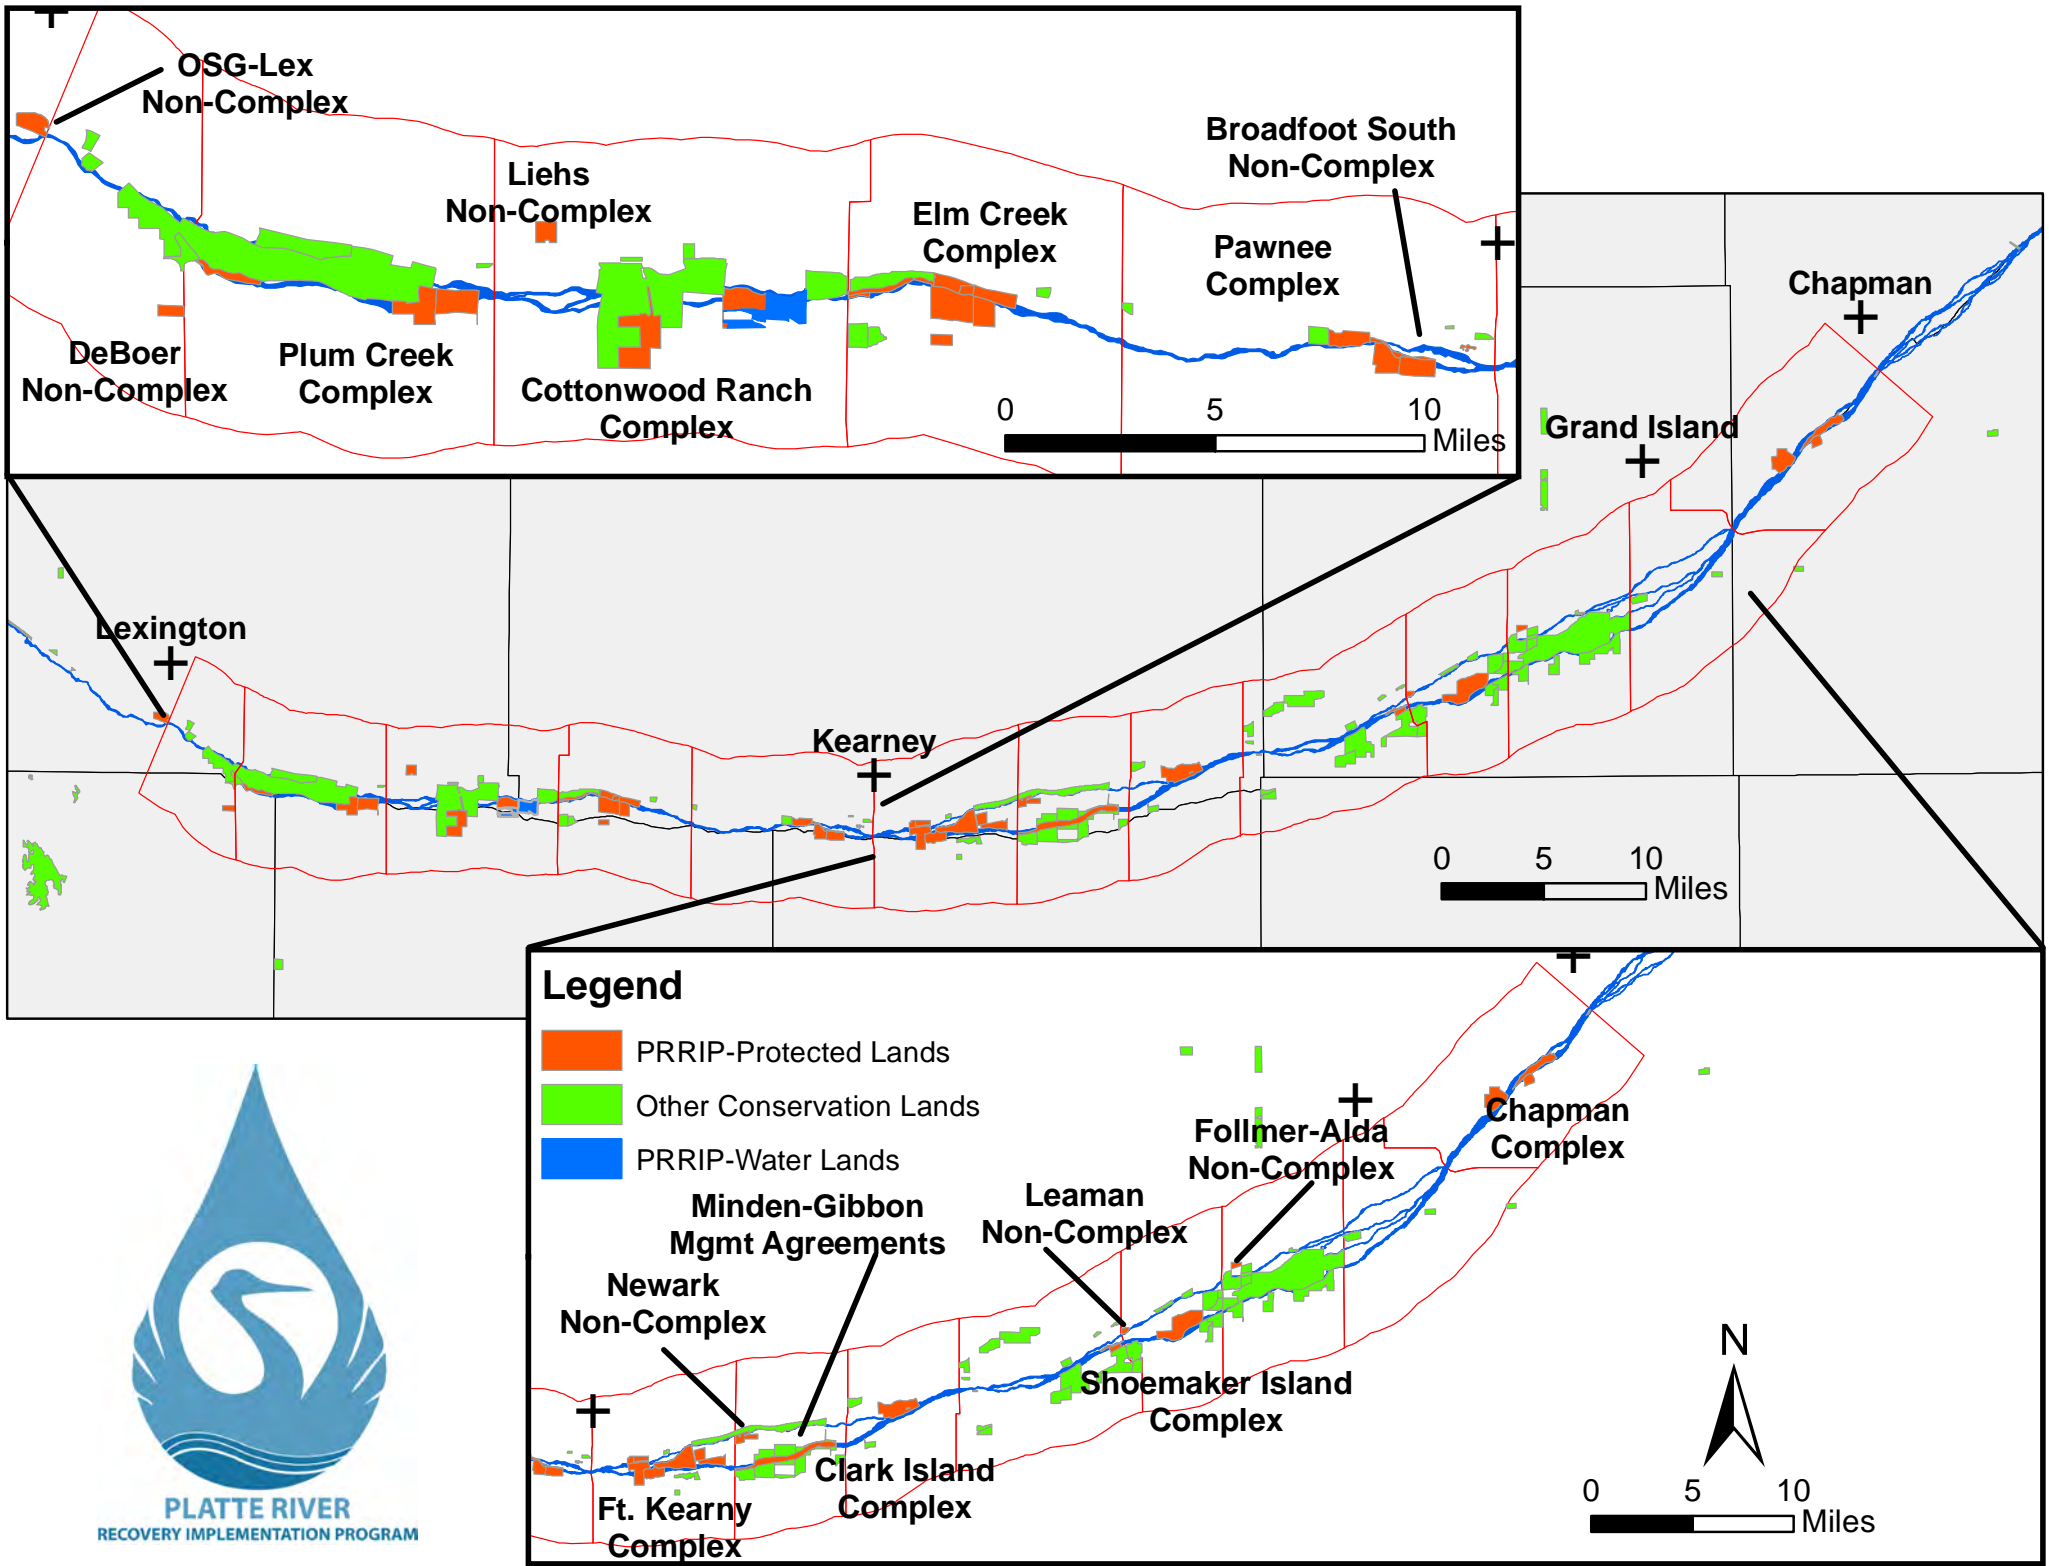 OSG-Lex
Non-Complex
Liehs
Non-Complex
Broadfoot South
Non-Complex
Elm Creek
Complex
Pawnee
Complex
DeBoer
Non-Complex
Plum Creek
Complex
Cottonwood Ranch
Complex
0 5 10
Miles
Chapman
Grand Island
Lexington
Kearney
0 5 10
Miles
Legend
PRRIP-Protected Lands
Other Conservation Lands
PRRIP-Water Lands
Chapman
Complex
Follmer-Alda
Non-Complex
Leaman
Non-Complex
Minden-Gibbon
Mgmt Agreements
Newark
Non-Complex
Shoemaker Island
Complex
Clark Island
Complex
Ft. Kearny
Complex
N
0 5 10
Miles
PLATTE RIVER
RECOVERY IMPLEMENTATION PROGRAM